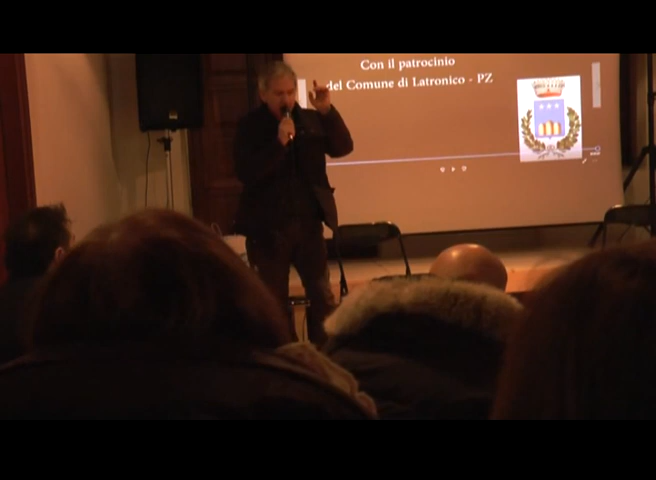 Con il patrocinio
del Comune di Latronico - PZ